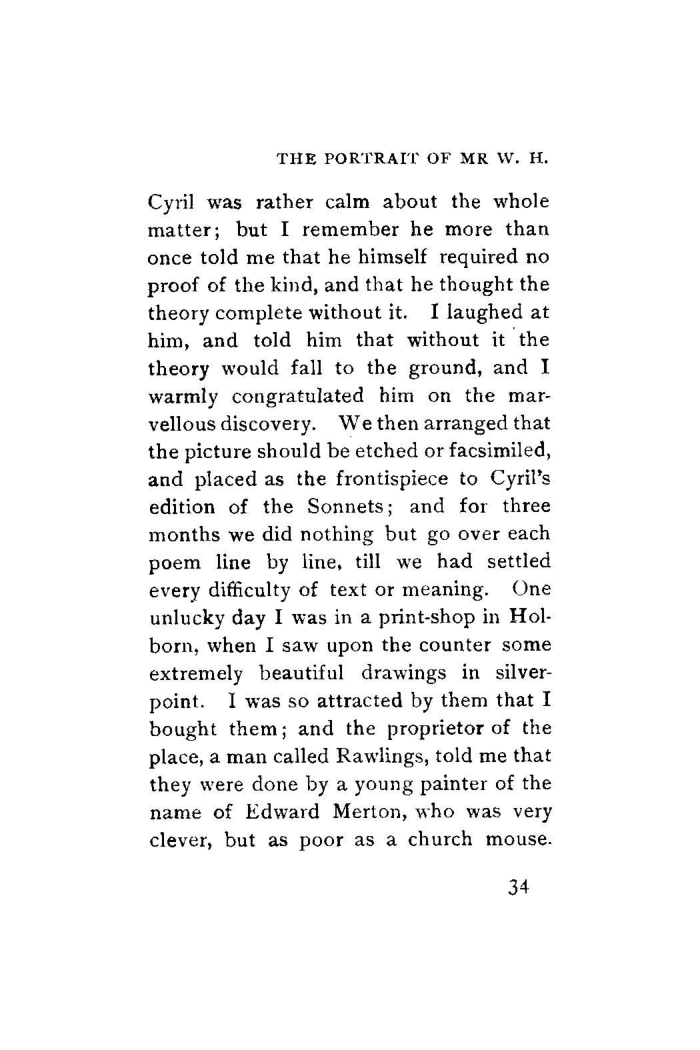 THE PORTRAIT OF MR W. H.
Cyril was rather calm about the whole
matter; but I remember he more than
once told me that he himself required no
proof of the kind, and that he thought the
theory complete without it. I laughed at
him, and told him that without it the
theory would fall to the ground, and I
warmly congratulated him on the mar-
vellous discovery. We then arranged that
the picture should be etched or facsimiled,
and placed as the frontispiece to Cyril's
edition of the Sonnets; and for three
months we did nothing but go over each
poem line by line, till we had settled
every difficulty of text or meaning. One
unlucky day I was in a print-shop in Hol-
born, when I saw upon the counter some
extremely beautiful drawings in silver-
point. I was so attracted by them that I
bought them; and the proprietor of the
place, a man called Rawlings, told me that
they were done by a young painter of the
name of Edward Merton, who was very
clever, but as poor as a church mouse.
34